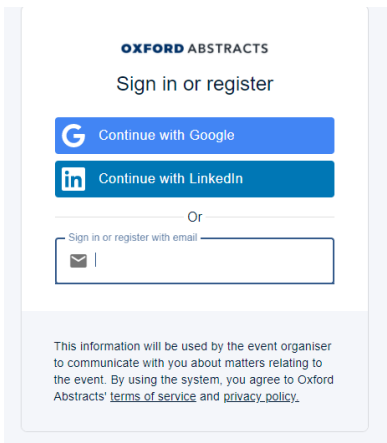 OXFORD ABSTRACTS
Sign in or register
Continue with Google
Continue with LinkedIn
Or
Sign in or register with email
This information will be used by the event organiser
to communicate with you about matters relating to
the event. By using the system, you agree to Oxford
Abstracts' terms of service and privacy policy.